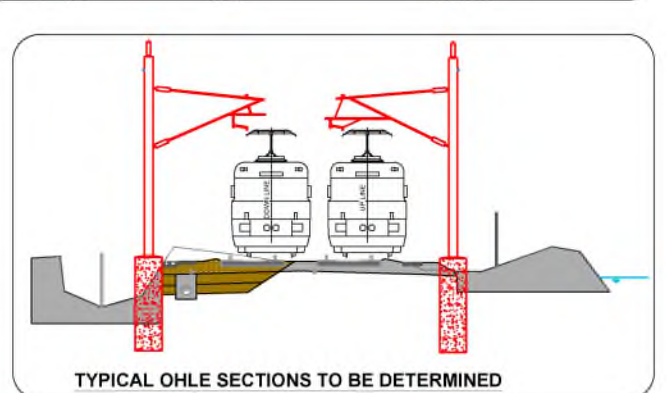 DOWN LINE
UP LINE
TYPICAL OHLE SECTIONS TO BE DETERMINED